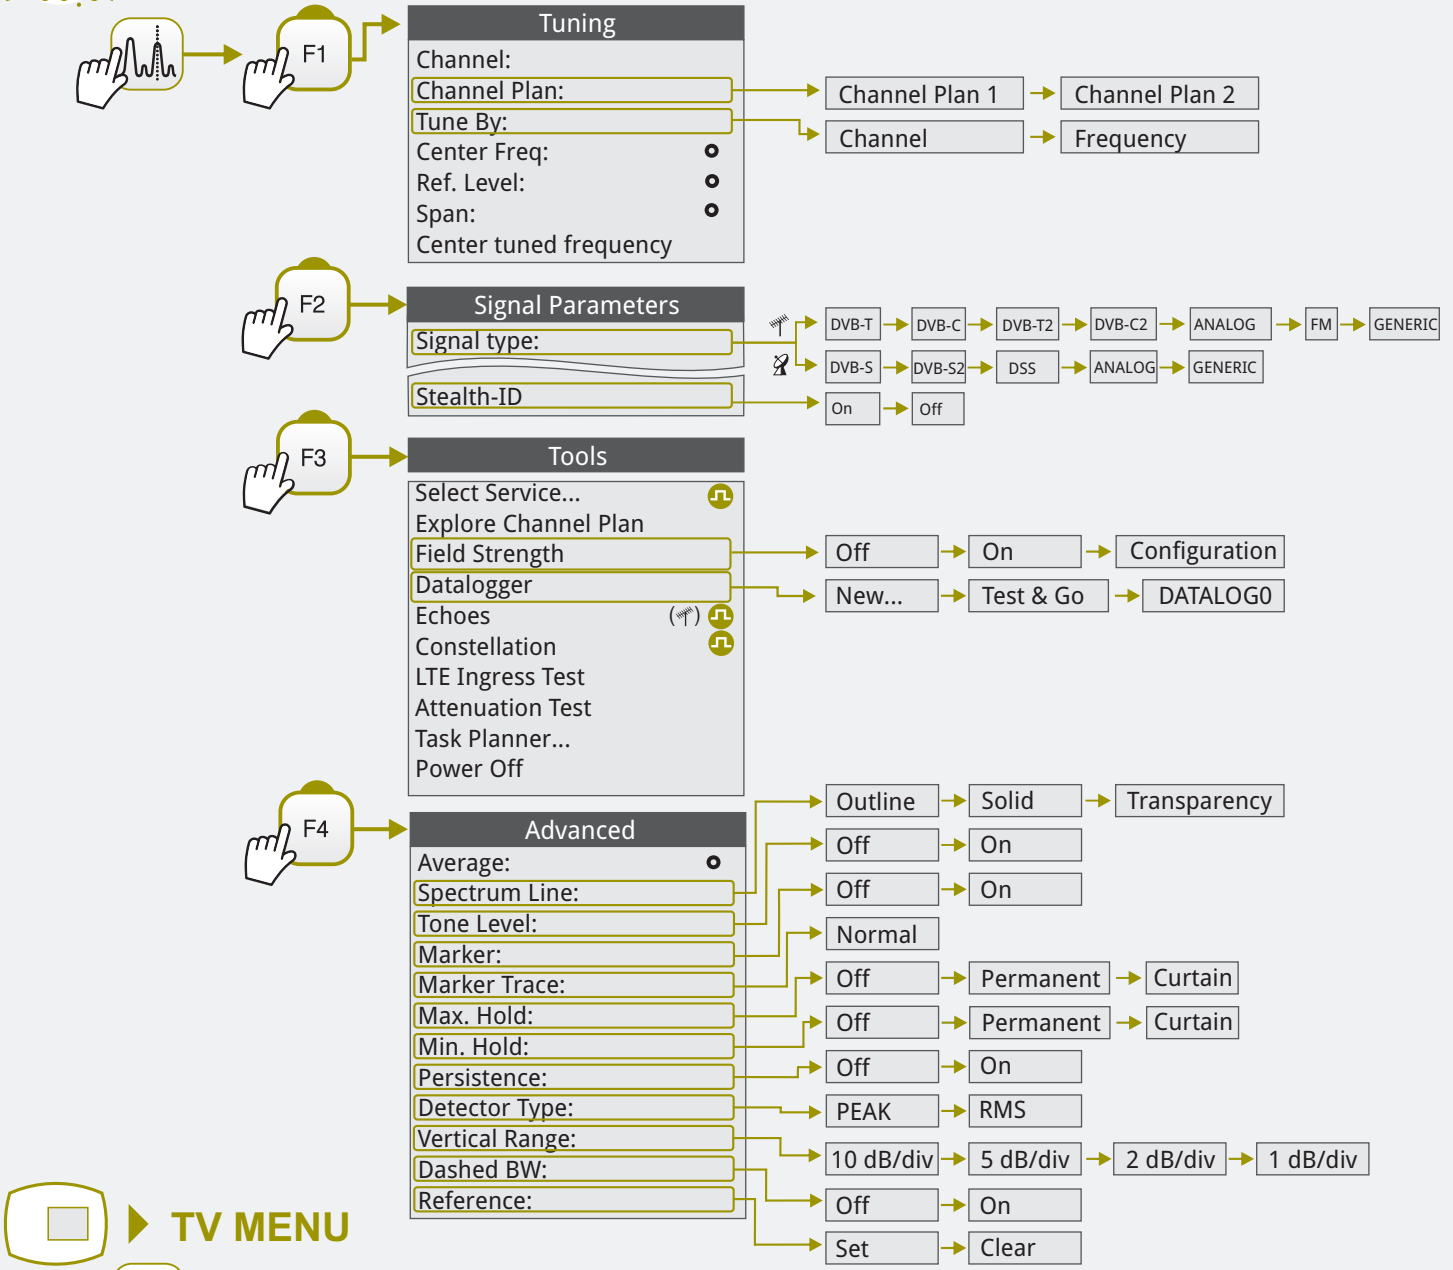 F1
Tuning
Channel:
Channel Plan:
Channel Plan 1
Channel Plan 2
Tune By:
Channel
Frequency
Center Freq:
Ref. Level:
Span:
Center tuned frequency
F2
Signal Parameters
Signal type:
DVB-T
DVB-C
DVB-T2
DVB-C2
ANALOG
FM
GENERIC
DVB-S
DVB-S2
DSS
ANALOG
GENERIC
Stealth-ID
On
Off
F3
Tools
Select Service...
Explore Channel Plan
Field Strength
Off
On
Configuration
Datalogger
New...
Test & Go
DATALOG0
Echoes ( )
Constellation
LTE Ingress Test
Attenuation Test
Task Planner...
Power Off
F4
Advanced
Average:
Spectrum Line:
Outline
Solid
Transparency
Tone Level:
Off
On
Marker:
Off
On
Marker Trace:
Normal
Max. Hold:
Off
Permanent
Curtain
Min. Hold:
Off
Permanent
Curtain
Persistence:
Off
On
Detector Type:
PEAK
RMS
Vertical Range:
10 dB/div
5 dB/div
2 dB/div
1 dB/div
Dashed BW:
Off
On
Reference:
Set
Clear
TV MENU